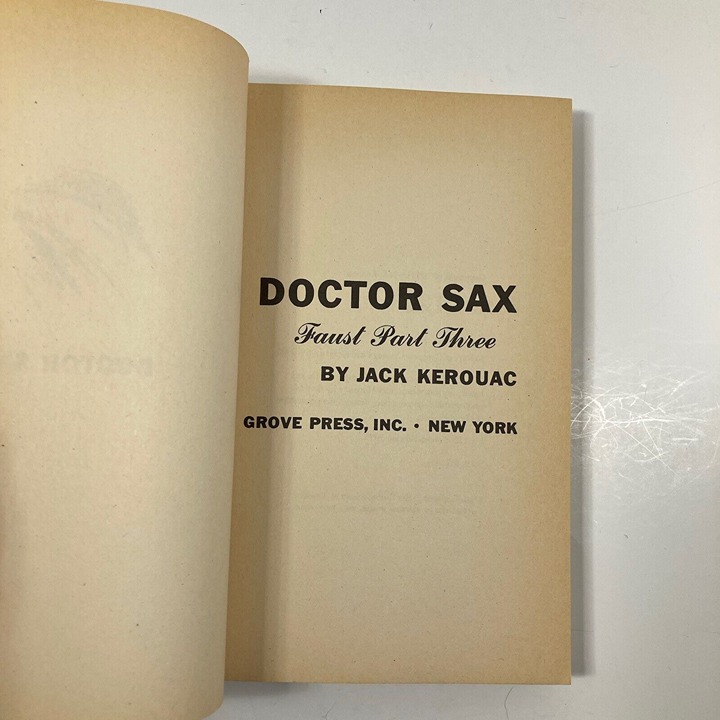 DOCTOR SAX
Faust Part Three
BY JACK KEROUAC
GROVE PRESS, INC. • NEW YORK